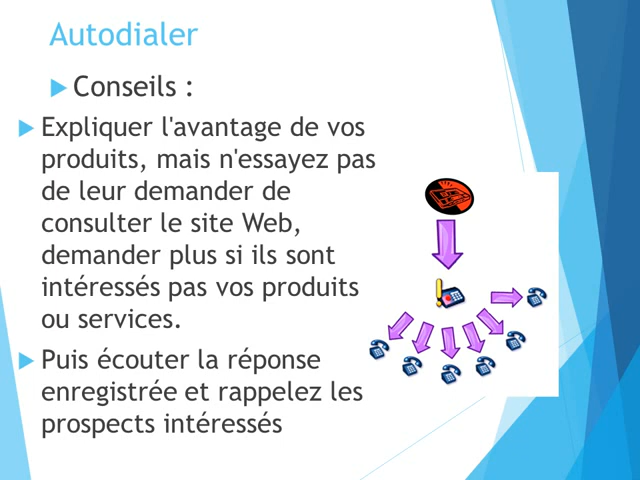 Autodialer
Conseils :
Expliquer l'avantage de vos
produits, mais n'essayez pas
de leur demander de
consulter le site Web,
demander plus si ils sont
intéressés pas vos produits
ou services.
Puis écouter la réponse
enregistrée et rappelez les
prospects intéressés